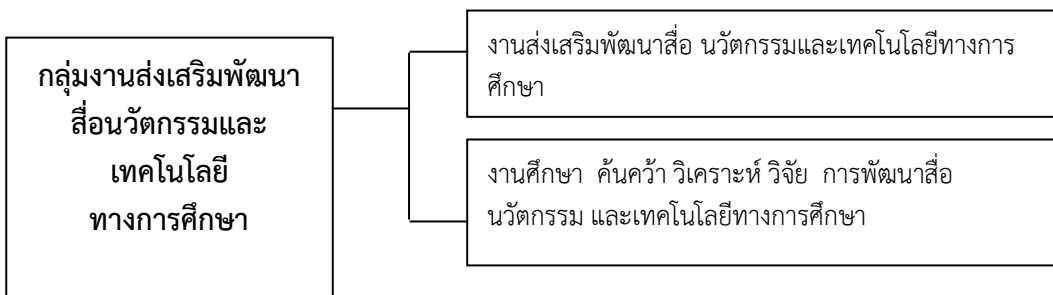 กลุ่มงานส่งเสริมพัฒนา
สื่อนวัตกรรมและ
เทคโนโลยี
ทางการศึกษา
งานส่งเสริมพัฒนาสื่อ นวัตกรรมและเทคโนโลยีทางการ
ศึกษา
งานศึกษา ค้นคว้า วิเคราะห์ วิจัย การพัฒนาสื่อ
นวัตกรรม และเทคโนโลยีทางการศึกษา